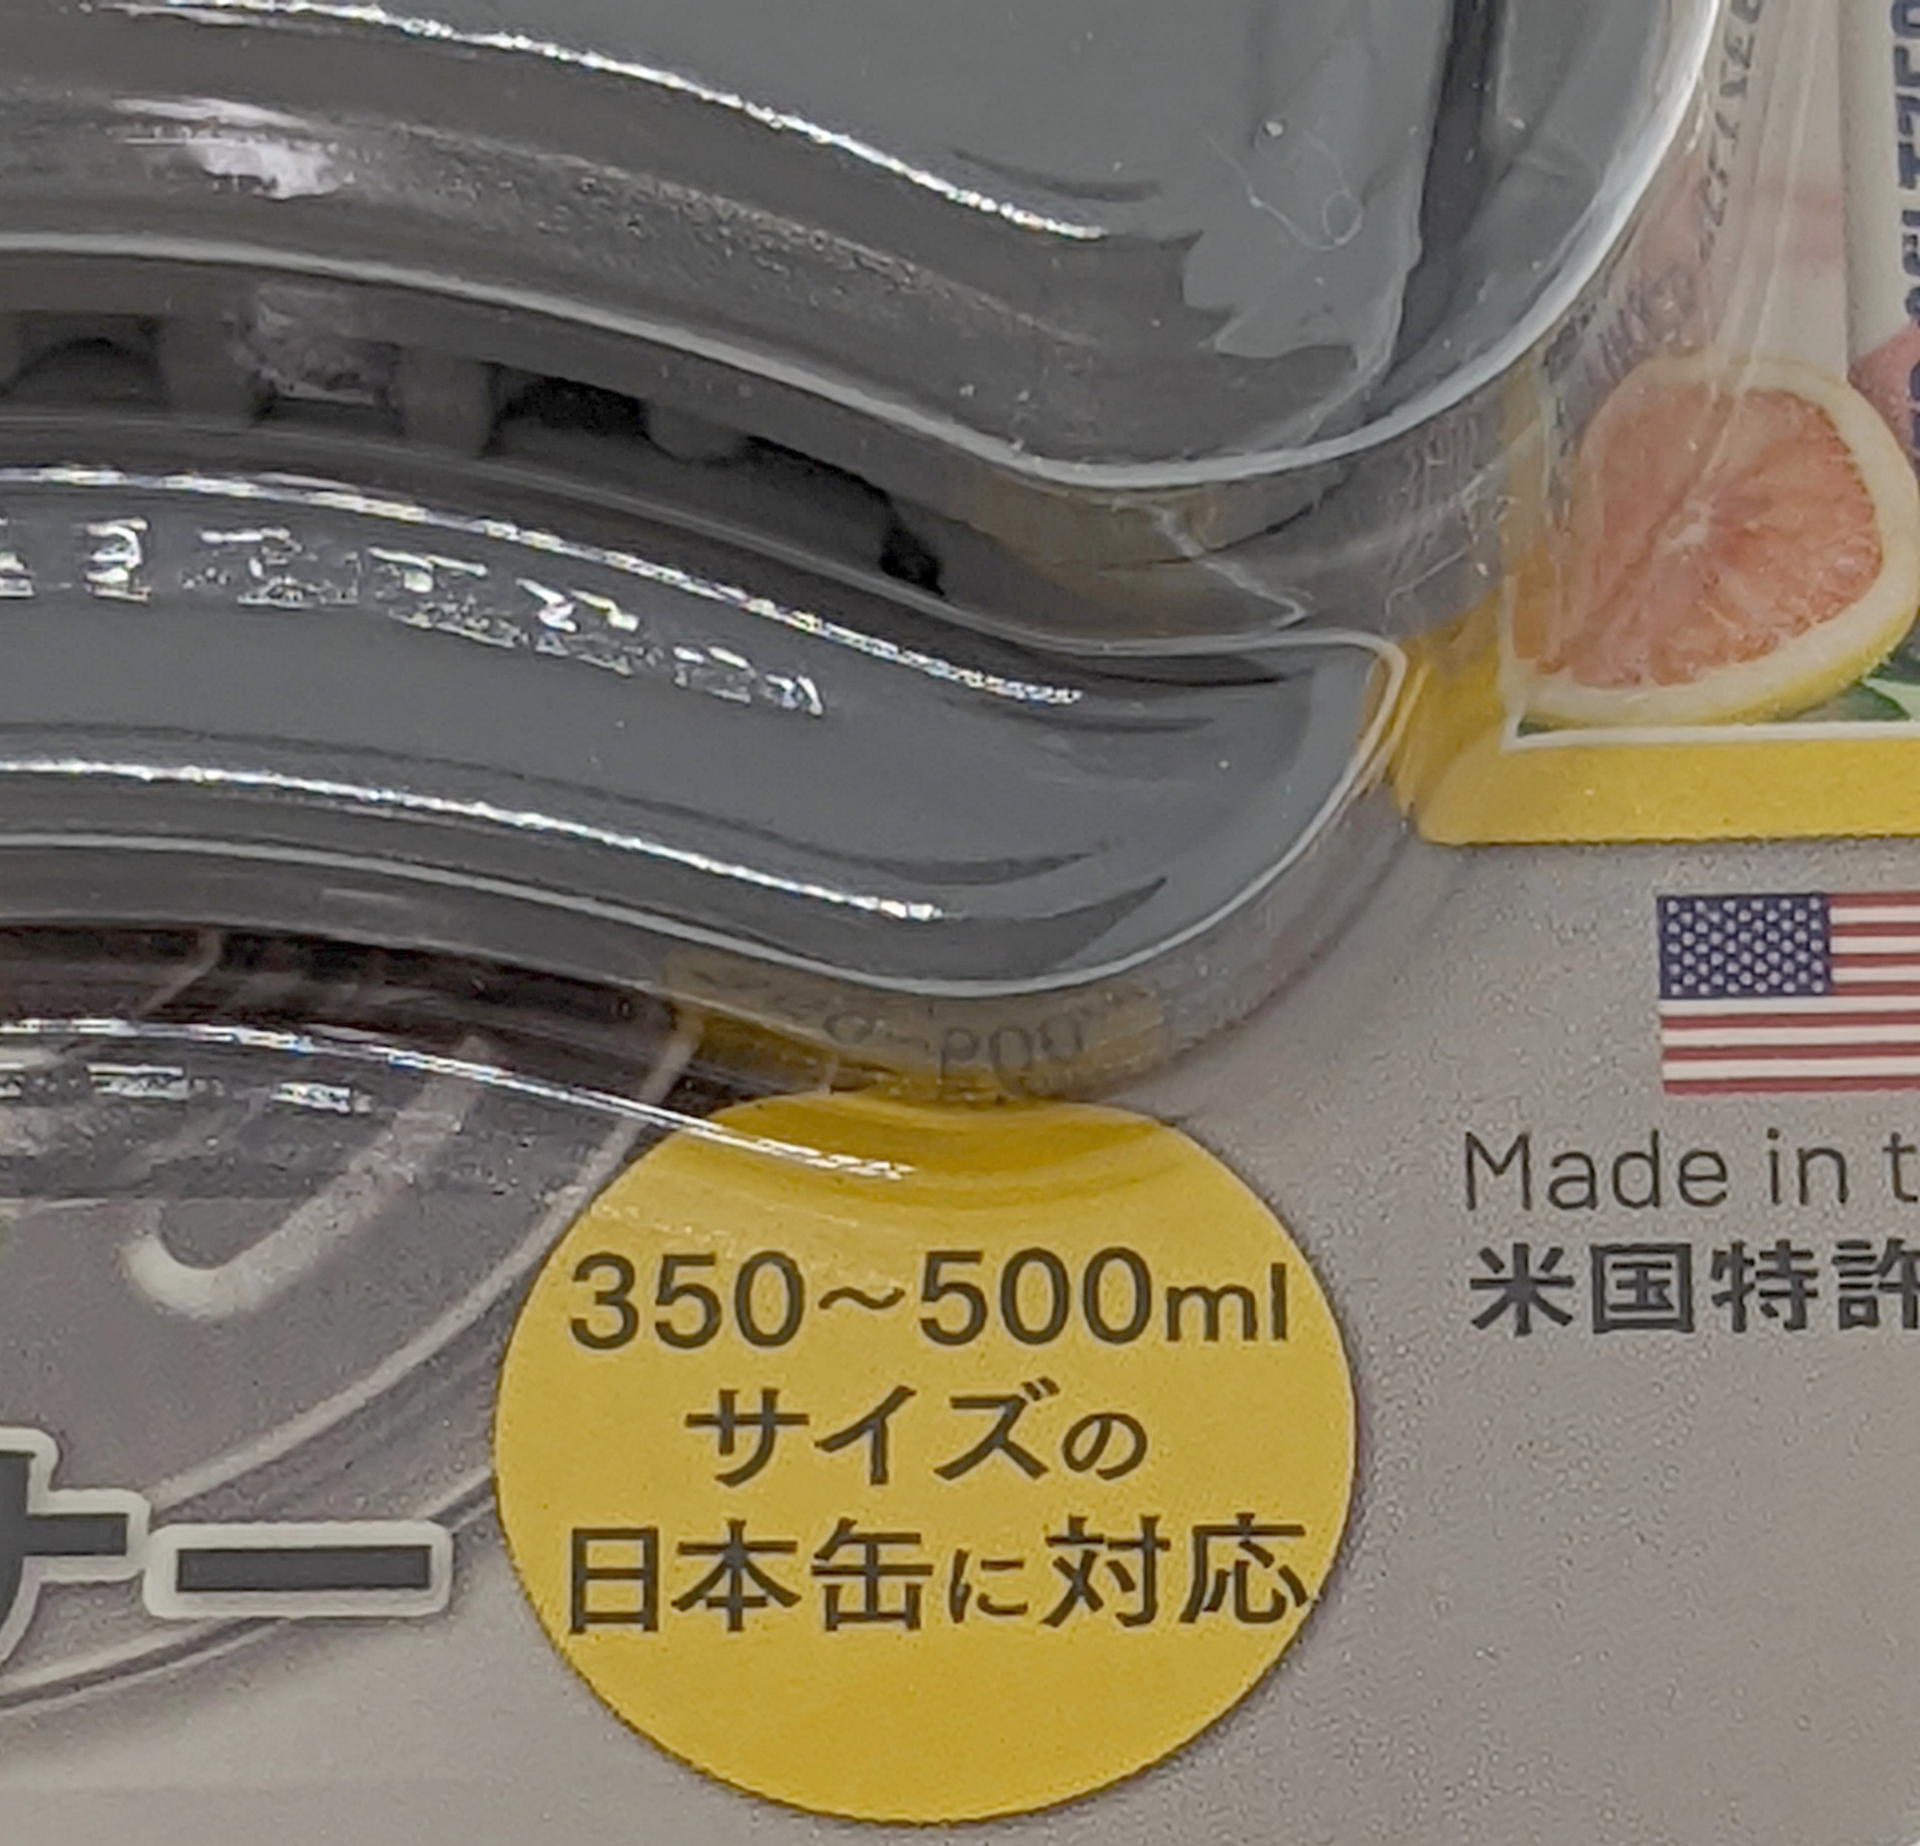 Made in t
米国特許
350~500ml
サイズの
日本缶に対応
ナー